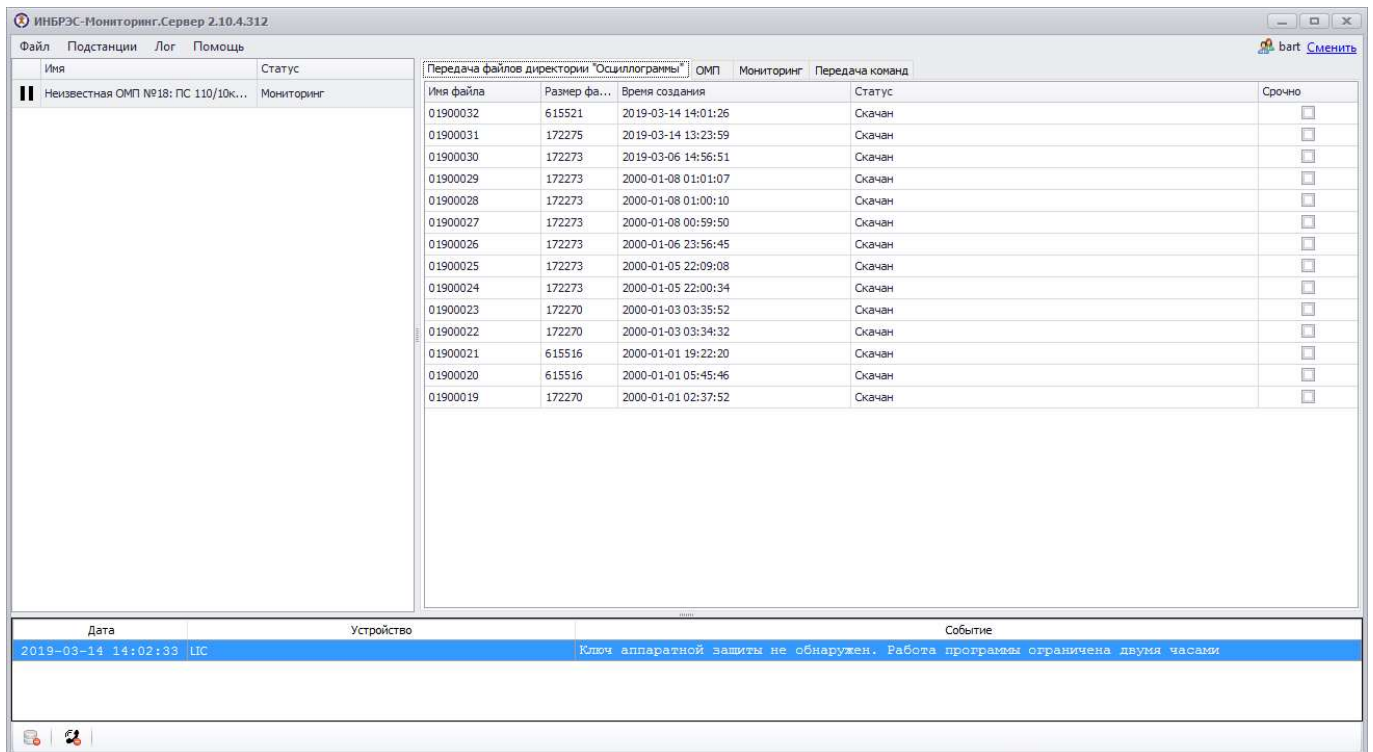 ИНБРЭС-Мониторинг.Сервер 2.10.4.312
Файл Подстанции Лог Помощь bart Сменить
Имя Статус
Неизвестная ОМП №18: ПС 110/10к... Мониторинг
Передача файлов директории "Осциллограммы" ОМП Мониторинг Передача команд
Имя файла Размер фа... Время создания Статус Срочно
01900032 615521 2019-03-14 14:01:26 Скачан
01900031 172275 2019-03-14 13:23:59 Скачан
01900030 172273 2019-03-06 14:56:51 Скачан
01900029 172273 2000-01-08 01:01:07 Скачан
01900028 172273 2000-01-08 01:00:10 Скачан
01900027 172273 2000-01-08 00:59:50 Скачан
01900026 172273 2000-01-06 23:56:45 Скачан
01900025 172273 2000-01-05 22:09:08 Скачан
01900024 172273 2000-01-05 22:00:34 Скачан
01900023 172270 2000-01-03 03:35:52 Скачан
01900022 172270 2000-01-03 03:34:32 Скачан
01900021 615516 2000-01-01 19:22:20 Скачан
01900020 615516 2000-01-01 05:45:46 Скачан
01900019 172270 2000-01-01 02:37:52 Скачан
Дата Устройство Событие
2019-03-14 14:02:33 LIC Ключ аппаратной защиты не обнаружен. Работа программы ограничена двумя часами